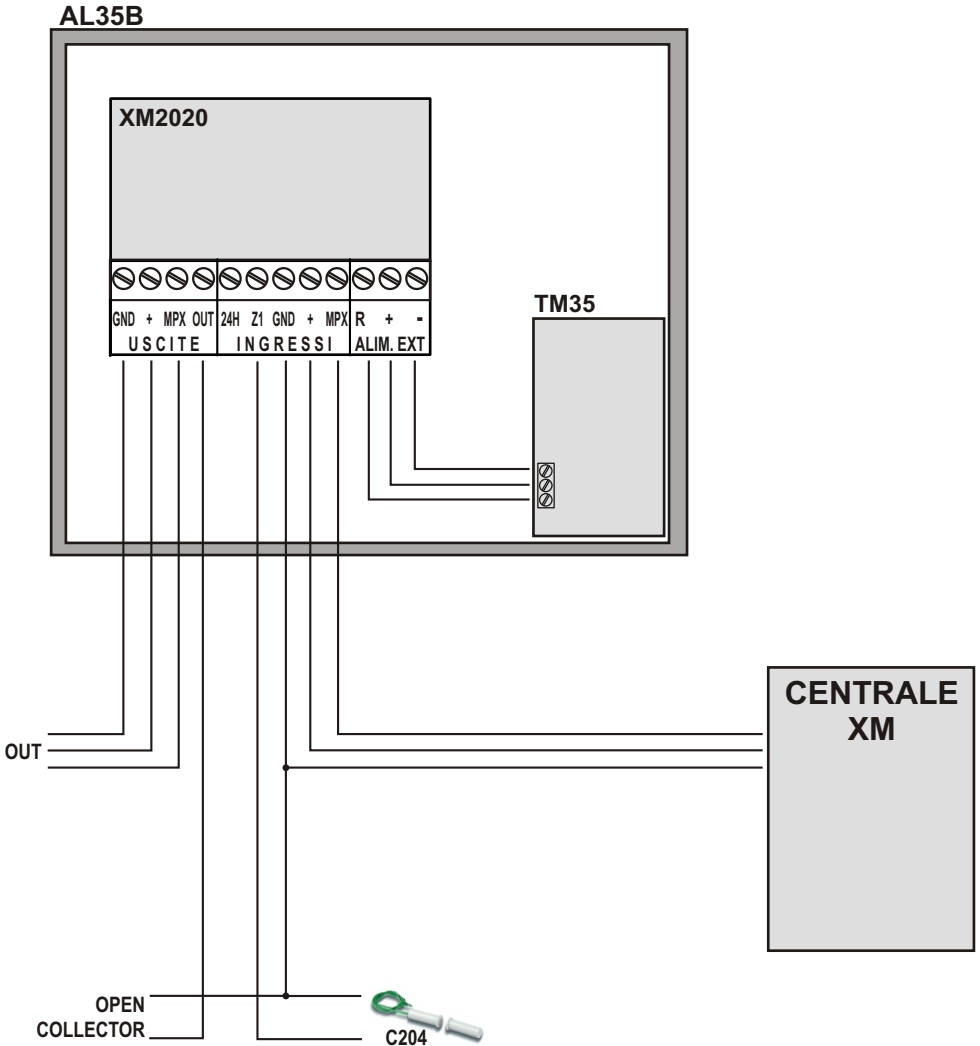 AL35B
XM2020
GND + MPX OUT 24H Z1 GND + MPX R + -
USCITE INGRESSI ALIM. EXT
TM35
CENTRALE
XM
OUT
OPEN
COLLECTOR
C204